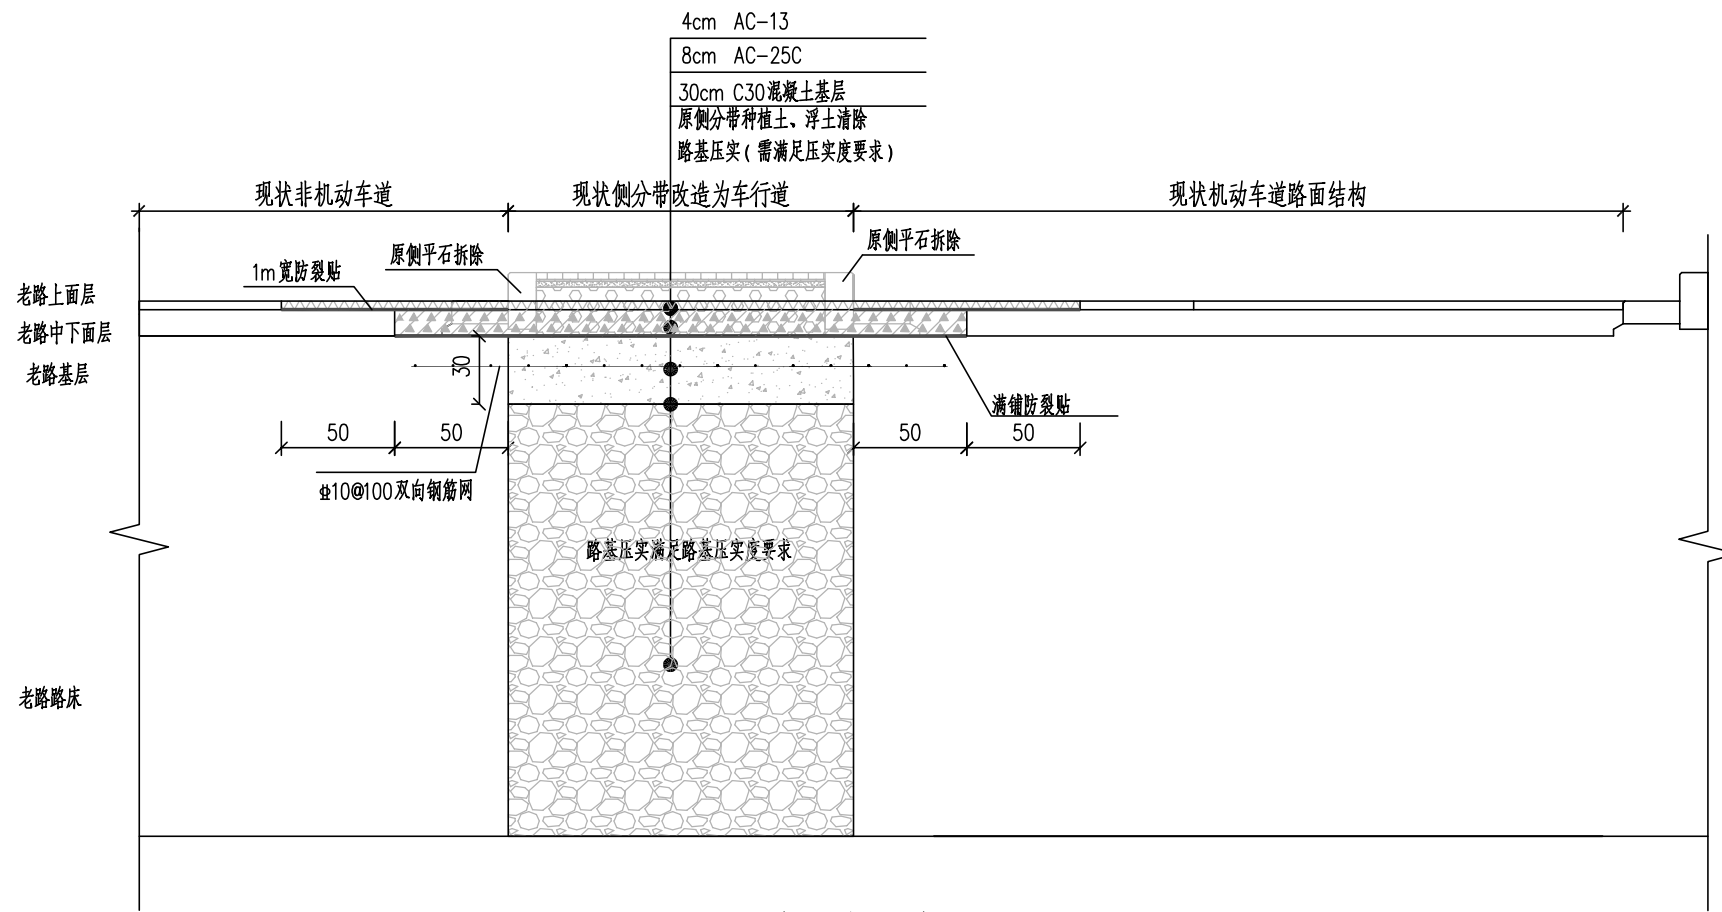 4cm AC-13
8cm AC-25C
30cm C30混凝土基层
原侧分带种植土、浮土清除
路基压实(需满足压实度要求)
现状非机动车道
现状侧分带改造为车行道
现状机动车道路面结构
原侧平石拆除
原侧平石拆除
1m宽防裂贴
老路上面层
老路中下面层
老路基层
30
满铺防裂贴
50
50
50
50
⏀10@100双向钢筋网
路基压实满足路基压实度要求
老路路床